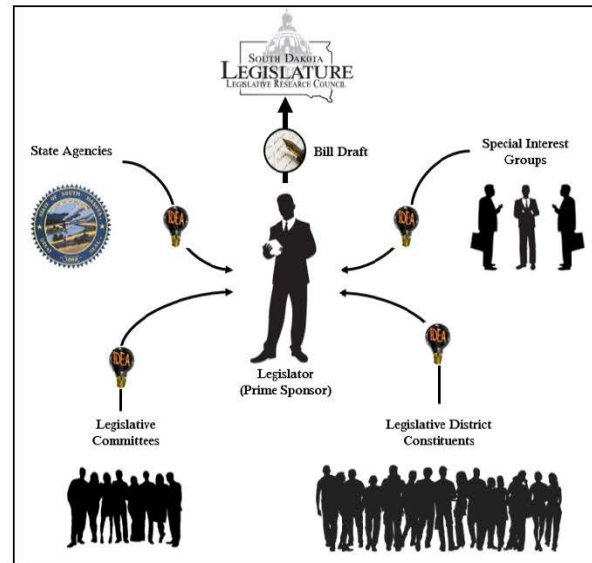 SOUTH DAKOTA
LEGISLATURE
LEGISLATIVE RESEARCH COUNCIL
State Agencies
Bill Draft
Special Interest
Groups
IDEA
IDEA
IDEA
IDEA
Legislator
(Prime Sponsor)
Legislative
Committees
Legislative District
Constituents